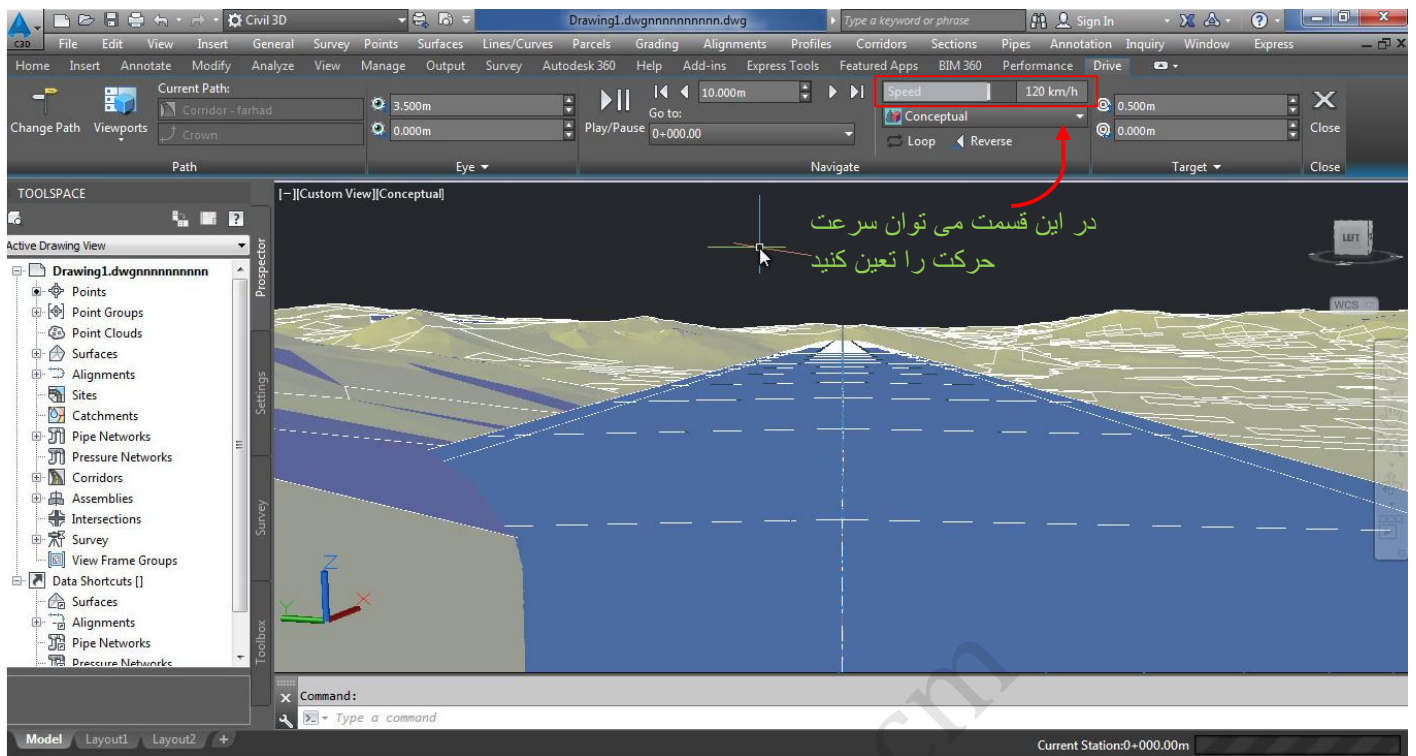 C3D
Civil 3D
Drawing1.dwgnnnnnnnnnn.dwg
Type a keyword or phrase
Sign In
File Edit View Insert General Survey Points Surfaces Lines/Curves Parcels Grading Alignments Profiles Corridors Sections Pipes Annotation Inquiry Window Express
Home Insert Annotate Modify Analyze View Manage Output Survey Autodesk 360 Help Add-ins Express Tools Featured Apps BIM 360 Performance Drive
Change Path
Viewports
Current Path:
Corridor - farhad
Crown
Path
3.500m
0.000m
Eye
Play/Pause
10.000m
Go to:
0+000.00
Speed 120 km/h
Conceptual
Loop Reverse
Navigate
0.500m
0.000m
Target
Close
Close
TOOLSPACE
Active Drawing View
Drawing1.dwgnnnnnnnnnn
Points
Point Groups
Point Clouds
Surfaces
Alignments
Sites
Catchments
Pipe Networks
Pressure Networks
Corridors
Assemblies
Intersections
Survey
View Frame Groups
Data Shortcuts []
Surfaces
Alignments
Pipe Networks
Pressure Networks
Prospector
Settings
Survey
Toolbox
[−][Custom View][Conceptual]
در این قسمت می توان سرعت
حرکت را تعین کنید
LEFT
WCS
Z
Y
X
Command:
Type a command
Model Layout1 Layout2 +
Current Station:0+000.00m